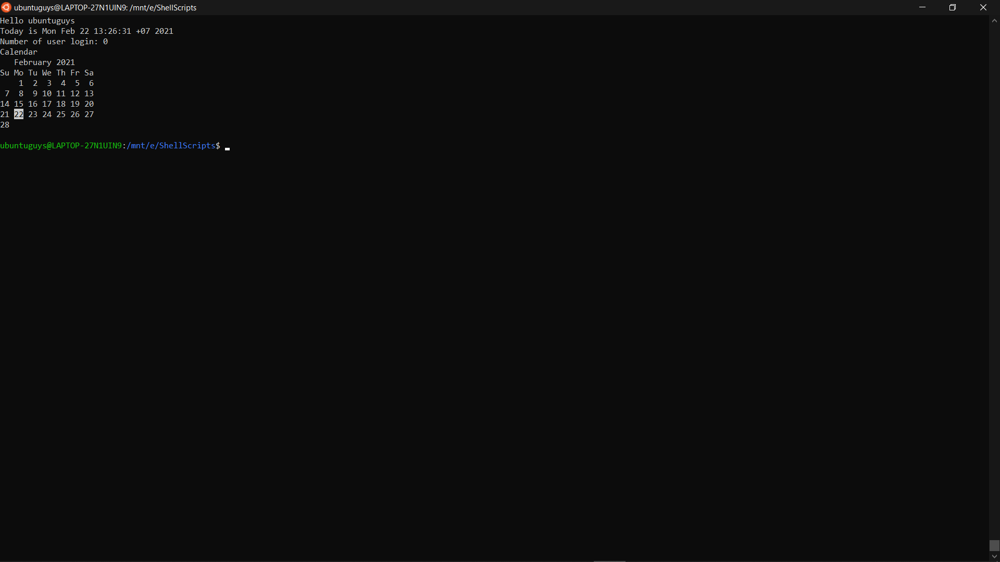 ubuntuguys@LAPTOP-27N1UIN9: /mnt/e/ShellScripts
Hello ubuntuguys
Today is Mon Feb 22 13:26:31 +07 2021
Number of user login: 0
Calendar
   February 2021
Su Mo Tu We Th Fr Sa
    1  2  3  4  5  6
 7  8  9 10 11 12 13
14 15 16 17 18 19 20
21 22 23 24 25 26 27
28
ubuntuguys@LAPTOP-27N1UIN9:/mnt/e/ShellScripts$